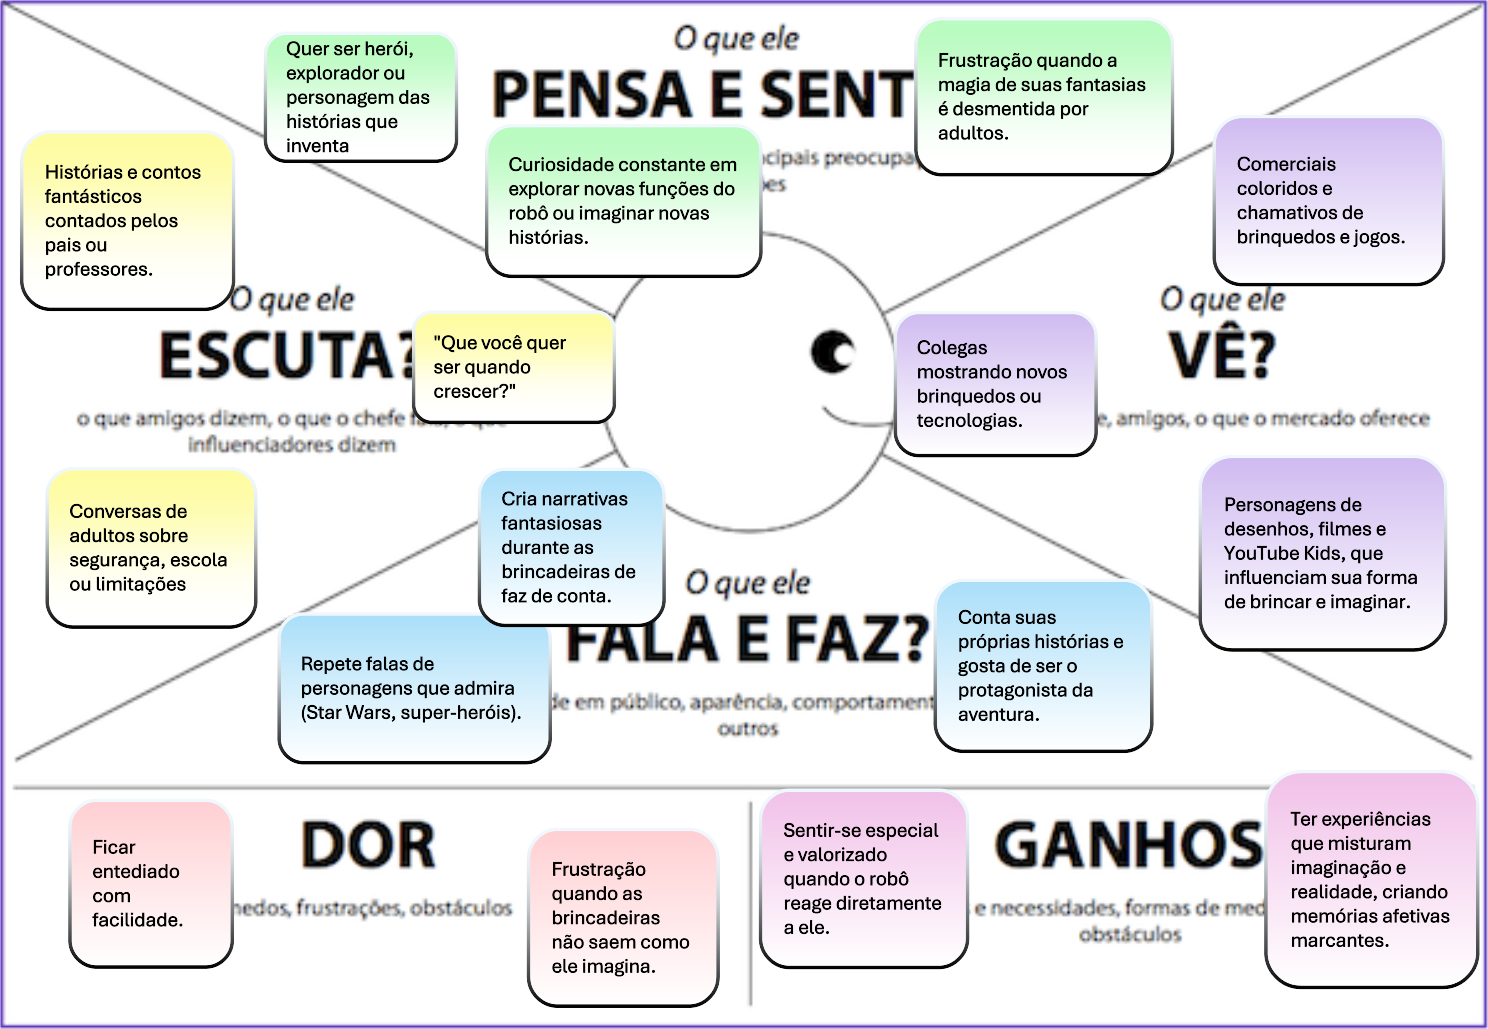 O que ele
PENSA E SENT
Quer ser herói,
explorador ou
personagem das
histórias que
inventa
Curiosidade constante em
explorar novas funções do
robô ou imaginar novas
histórias.
Frustração quando a
magia de suas fantasias
é desmentida por
adultos.
Histórias e contos
fantásticos
contados pelos
pais ou
professores.
O que ele
ESCUTA?
"Que você quer
ser quando
crescer?"
o que amigos dizem, o que o chefe
influenciadores dizem
Conversas de
adultos sobre
segurança, escola
ou limitações
Comerciais
coloridos e
chamativos de
brinquedos e jogos.
O que ele
VÊ?
Colegas
mostrando novos
brinquedos ou
tecnologias.
e, amigos, o que o mercado oferece
Personagens de
desenhos, filmes e
YouTube Kids, que
influenciam sua forma
de brincar e imaginar.
Cria narrativas
fantasiosas
durante as
brincadeiras de
faz de conta.
O que ele
FALA E FAZ?
Repete falas de
personagens que admira
(Star Wars, super-heróis).
de em público, aparência, comportament
outros
Conta suas
próprias histórias e
gosta de ser o
protagonista da
aventura.
Ficar
entediado
com
facilidade.
DOR
medos, frustrações, obstáculos
Frustração
quando as
brincadeiras
não saem como
ele imagina.
Sentir-se especial
e valorizado
quando o robô
reage diretamente
a ele.
GANHOS
e necessidades, formas de med
obstáculos
Ter experiências
que misturam
imaginação e
realidade, criando
memórias afetivas
marcantes.